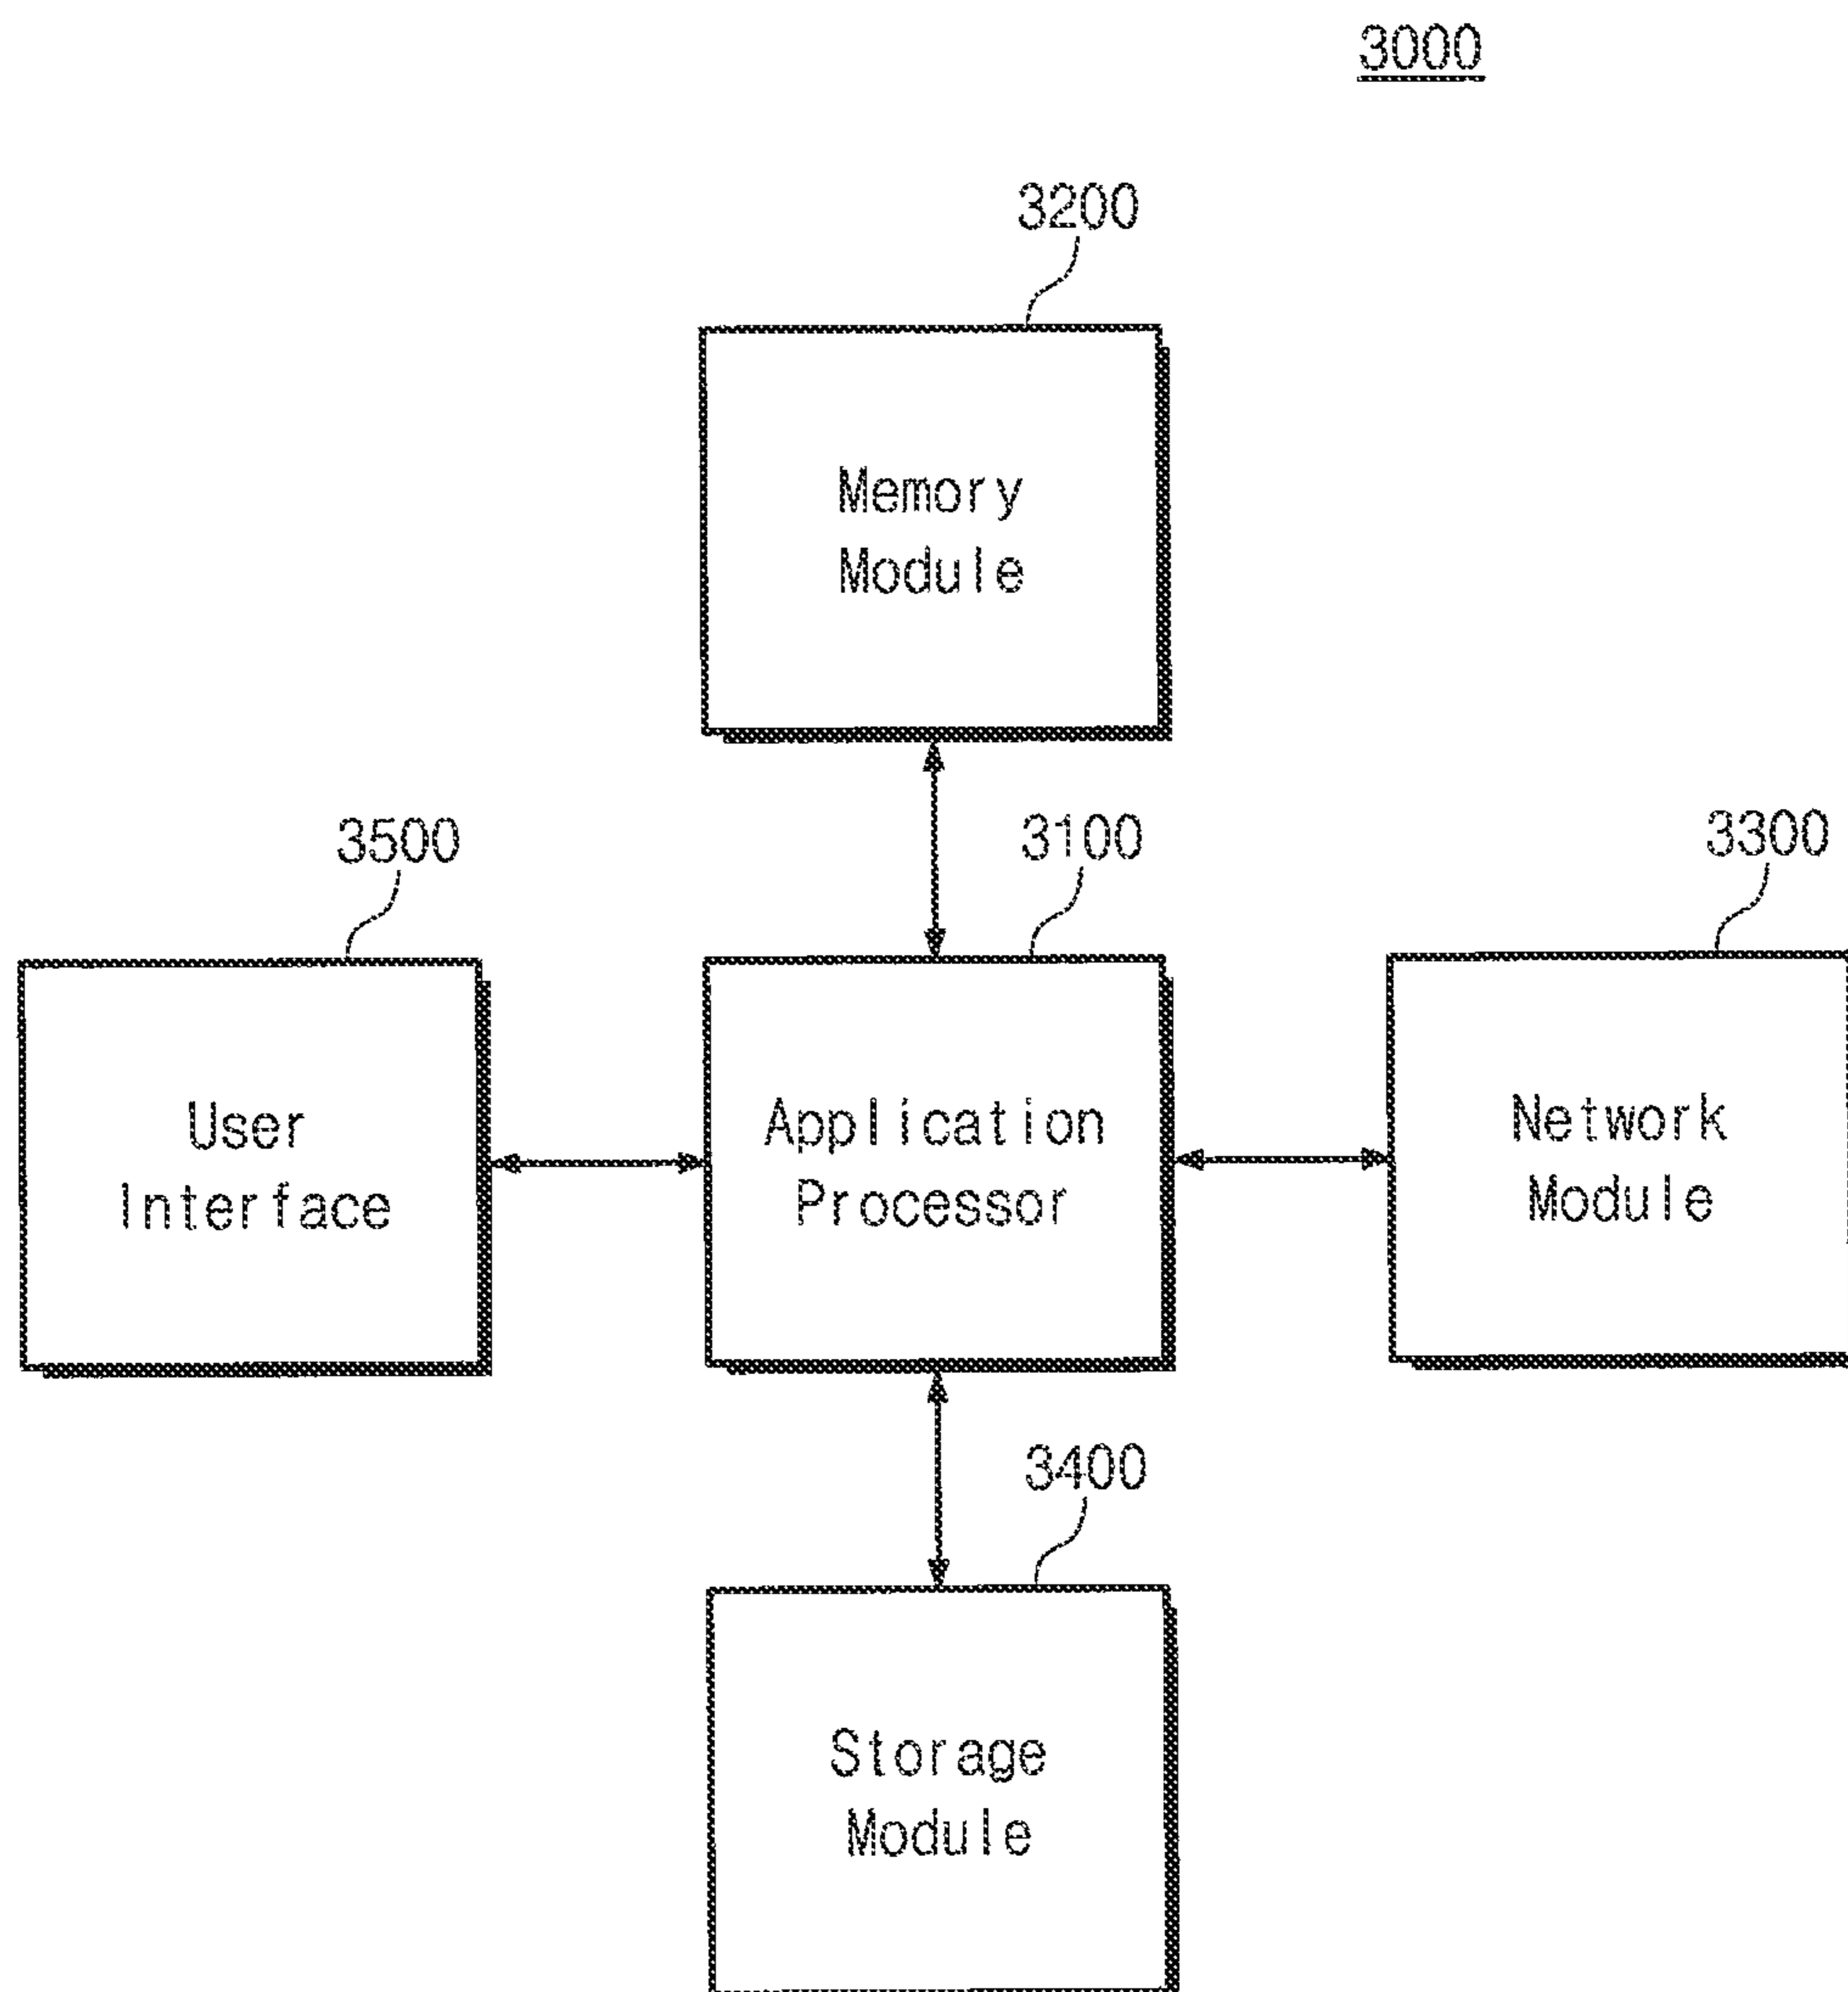 3000
3200
Memory
Module
3500
3100
3300
User
Interface
Application
Processor
Network
Module
3400
Storage
Module